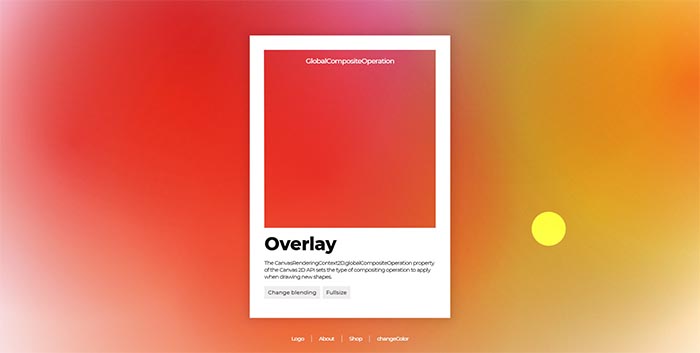 GlobalCompositeOperation
Overlay
The CanvasRenderingContext2D.globalCompositeOperation property
of the Canvas 2D API sets the type of compositing operation to apply
when drawing new shapes.
Change blending Fullsize
Logo | About | Shop | changeColor